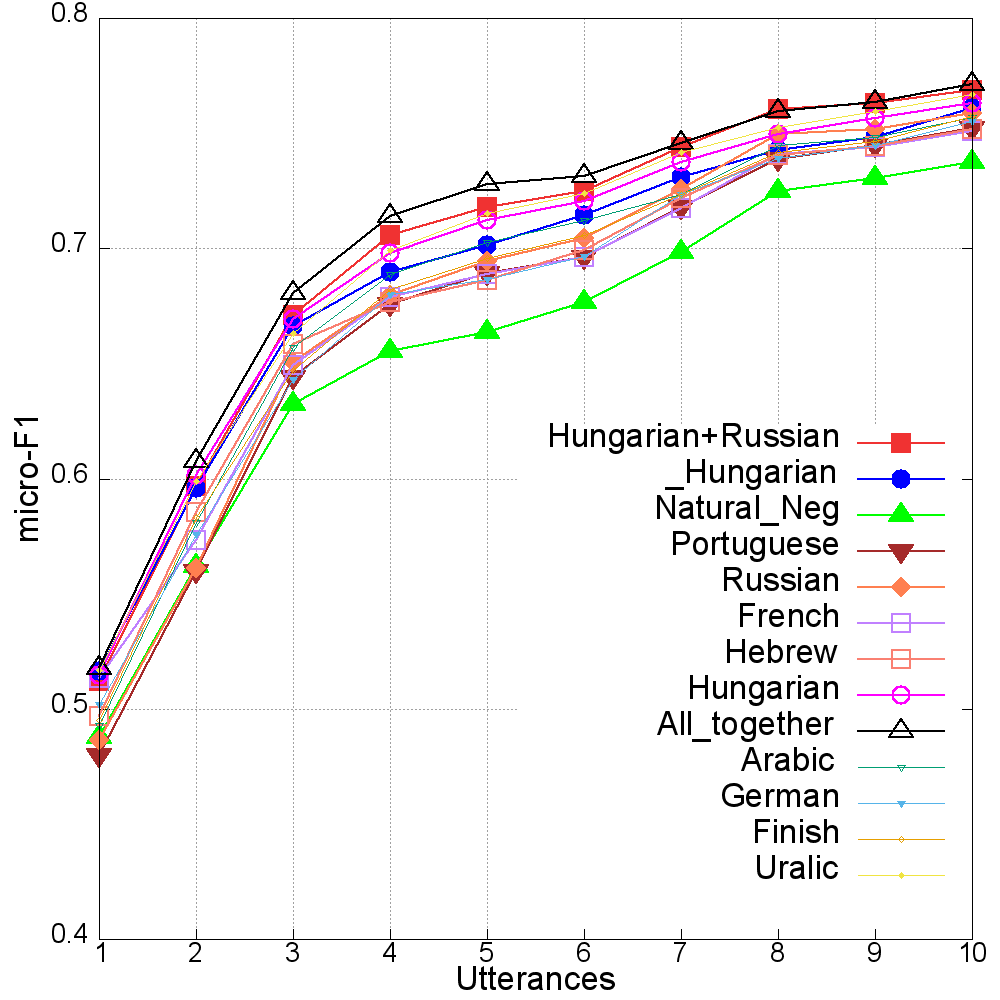 0.8
0.7
0.6
0.5
0.4
micro-F1
Hungarian+Russian
_Hungarian
Natural_Neg
Portuguese
Russian
French
Hebrew
Hungarian
All_together
Arabic
German
Finish
Uralic
1 2 3 4 5 6 7 8 9 10
Utterances